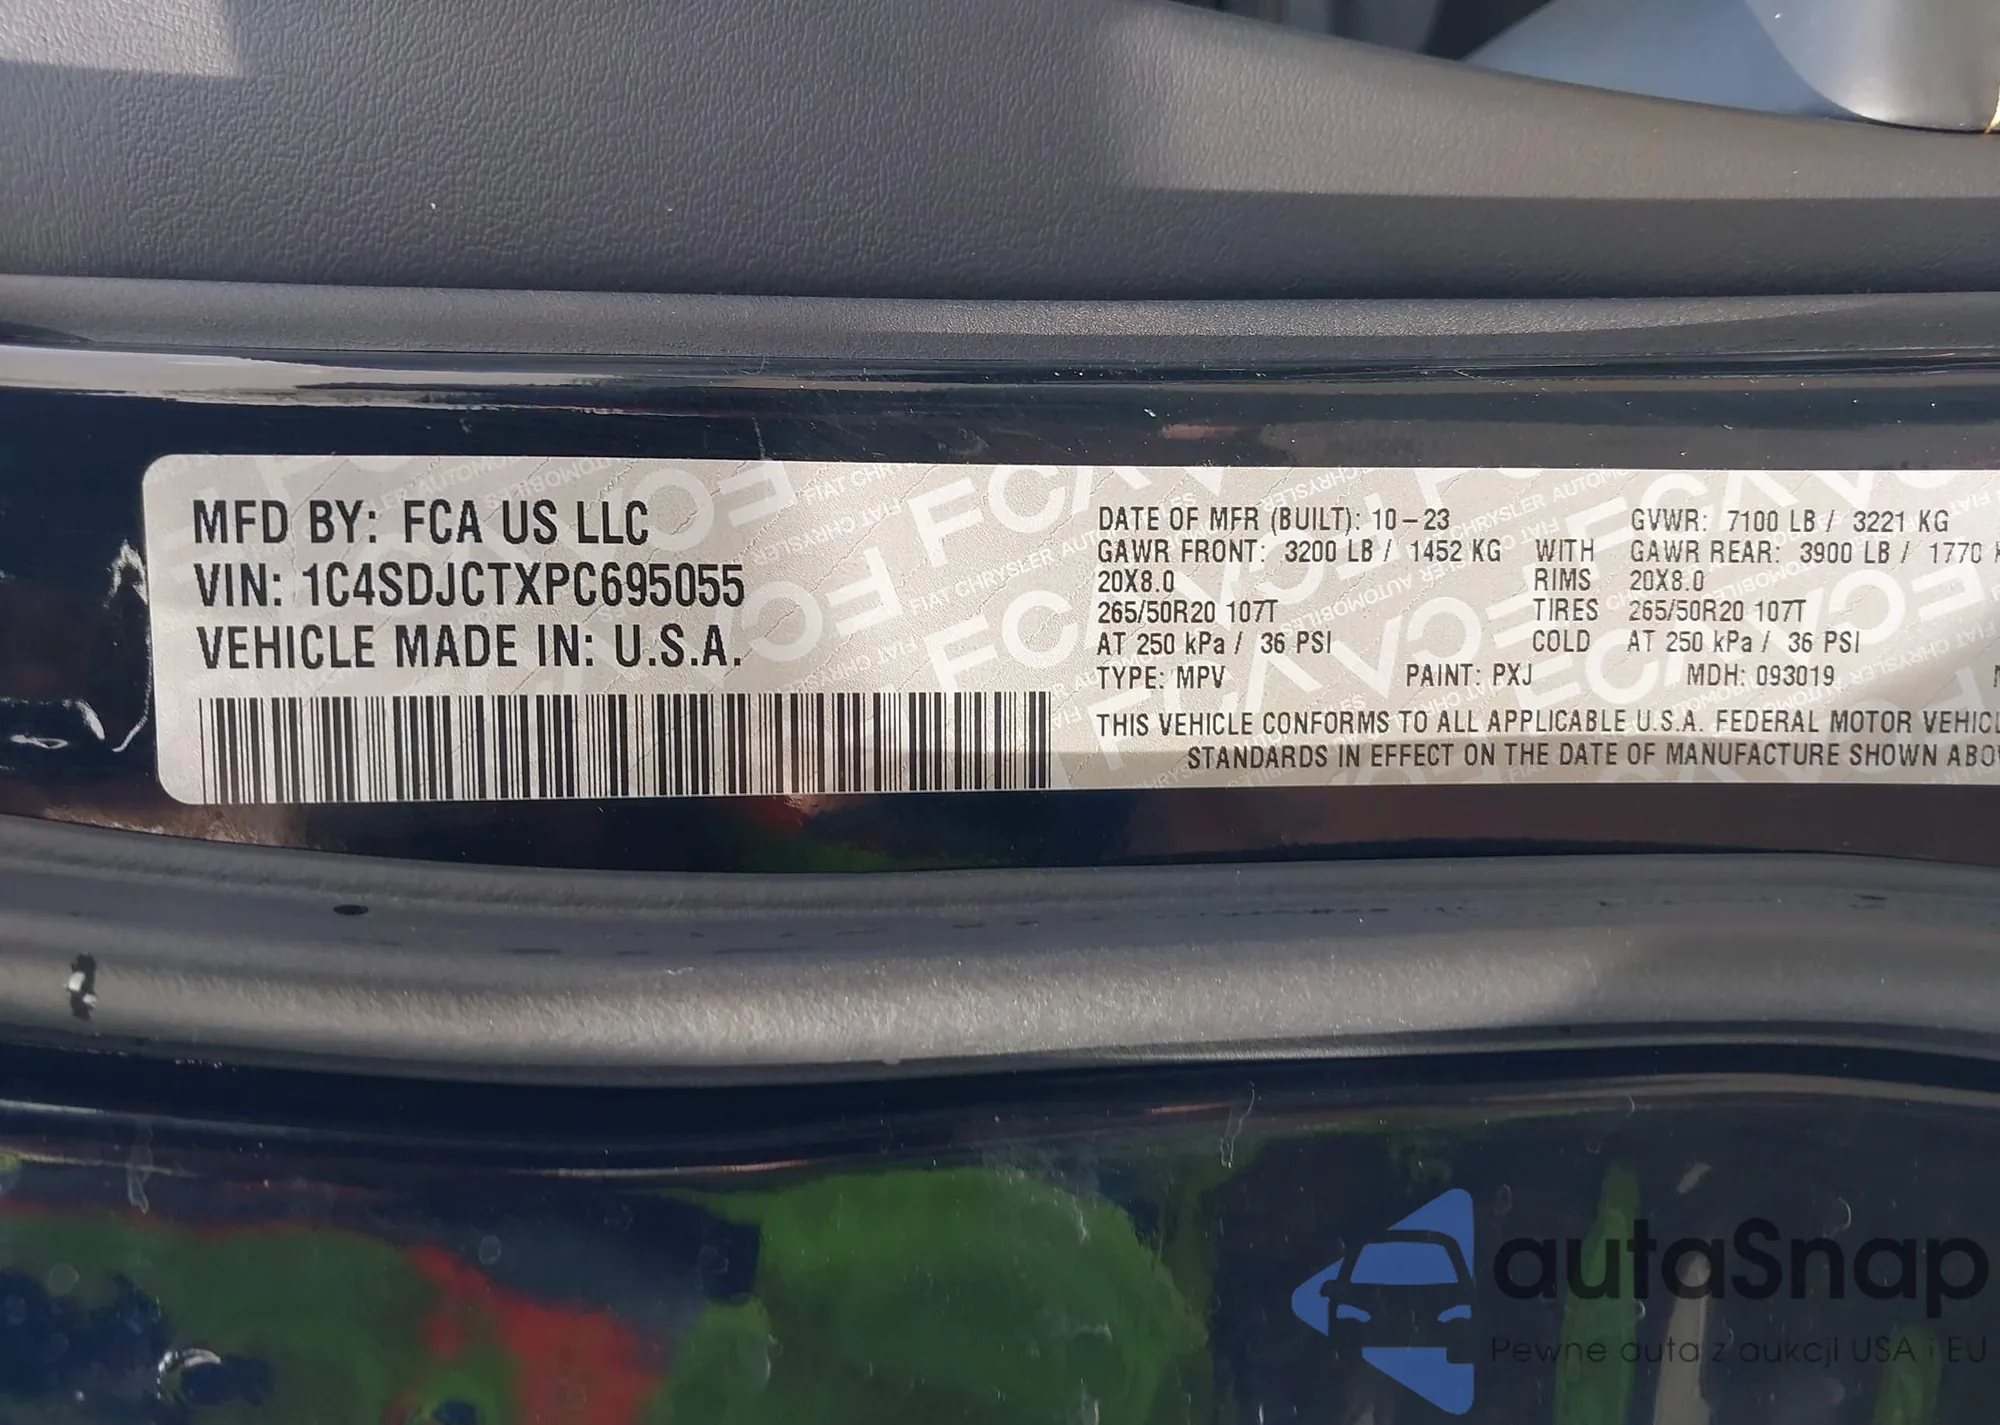 MFD BY: FCA US LLC
VIN: 1C4SDJCTXPC695055
VEHICLE MADE IN: U.S.A.
DATE OF MFR (BUILT): 10-23 GVWR: 7100 LB / 3221 KG
GAWR FRONT: 3200 LB / 1452 KG WITH GAWR REAR: 3900 LB / 1770
20X8.0 RIMS 20X8.0
265/50R20 107T TIRES 265/50R20 107T
AT 250 kPa / 36 PSI COLD AT 250 kPa / 36 PSI
TYPE: MPV PAINT: PXJ MDH: 093019
THIS VEHICLE CONFORMS TO ALL APPLICABLE U.S.A. FEDERAL MOTOR
STANDARDS IN EFFECT ON THE DATE OF MANUFACTURE SHOWN
autaSnap
Pewne auta z aukcji USA i EU